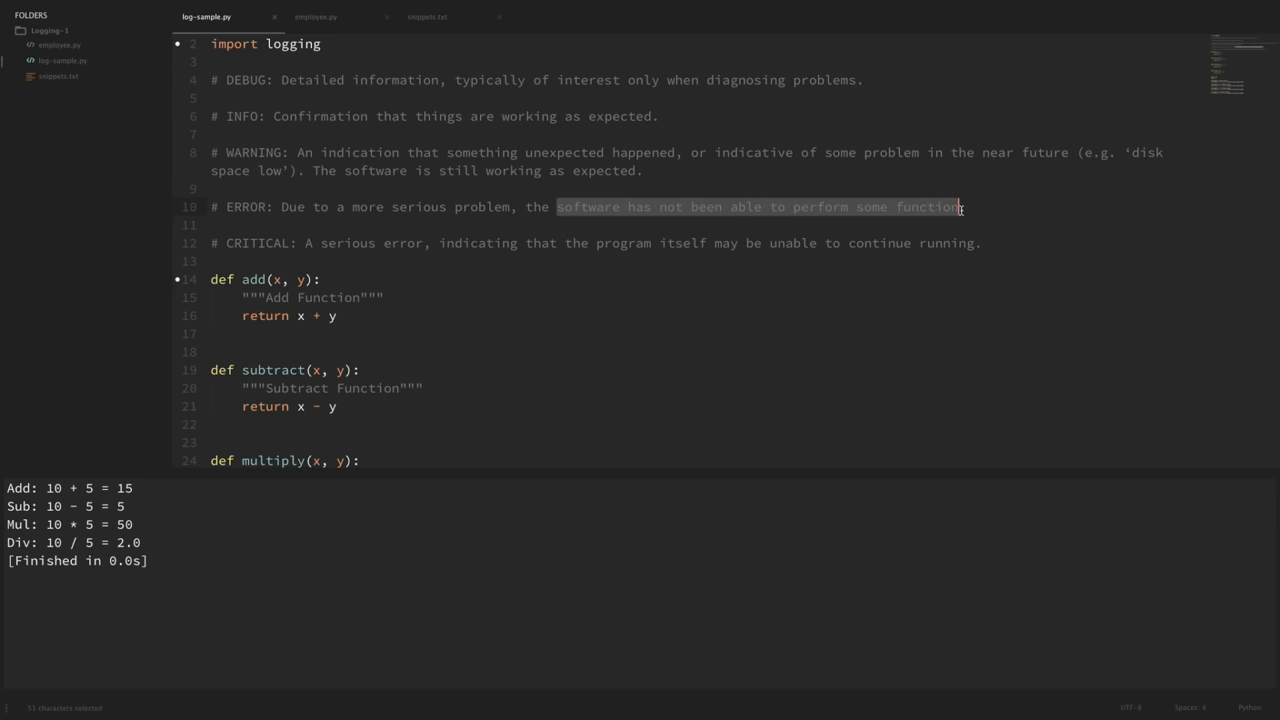 FOLDERS
Logging-1
employee.py
log-sample.py
snippets.txt
log-sample.py × employee.py × snippets.txt ×
2 import logging
3
4 # DEBUG: Detailed information, typically of interest only when diagnosing problems.
5
6 # INFO: Confirmation that things are working as expected.
7
8 # WARNING: An indication that something unexpected happened, or indicative of some problem in the near future (e.g. ‘disk
space low’). The software is still working as expected.
9
10 # ERROR: Due to a more serious problem, the software has not been able to perform some function.
11
12 # CRITICAL: A serious error, indicating that the program itself may be unable to continue running.
13
14 def add(x, y):
15 """Add Function"""
16 return x + y
17
18
19 def subtract(x, y):
20 """Subtract Function"""
21 return x - y
22
23
24 def multiply(x, y):
Add: 10 + 5 = 15
Sub: 10 - 5 = 5
Mul: 10 * 5 = 50
Div: 10 / 5 = 2.0
[Finished in 0.0s]
51 characters selected
UTF-8 Spaces: 4 Python